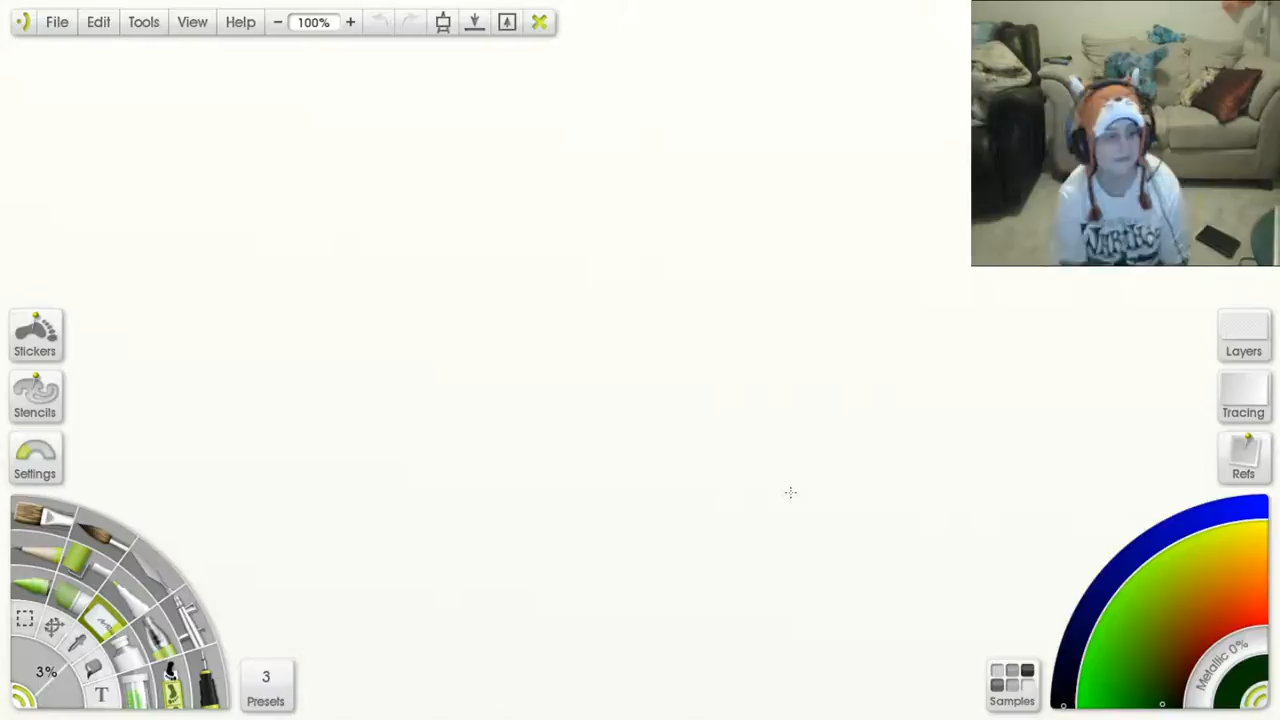 File Edit Tools View Help − 100% +
Stickers
Stencils
Settings
Layers
Tracing
Refs
3%
T
3
Presets
Samples
Metallic 0%